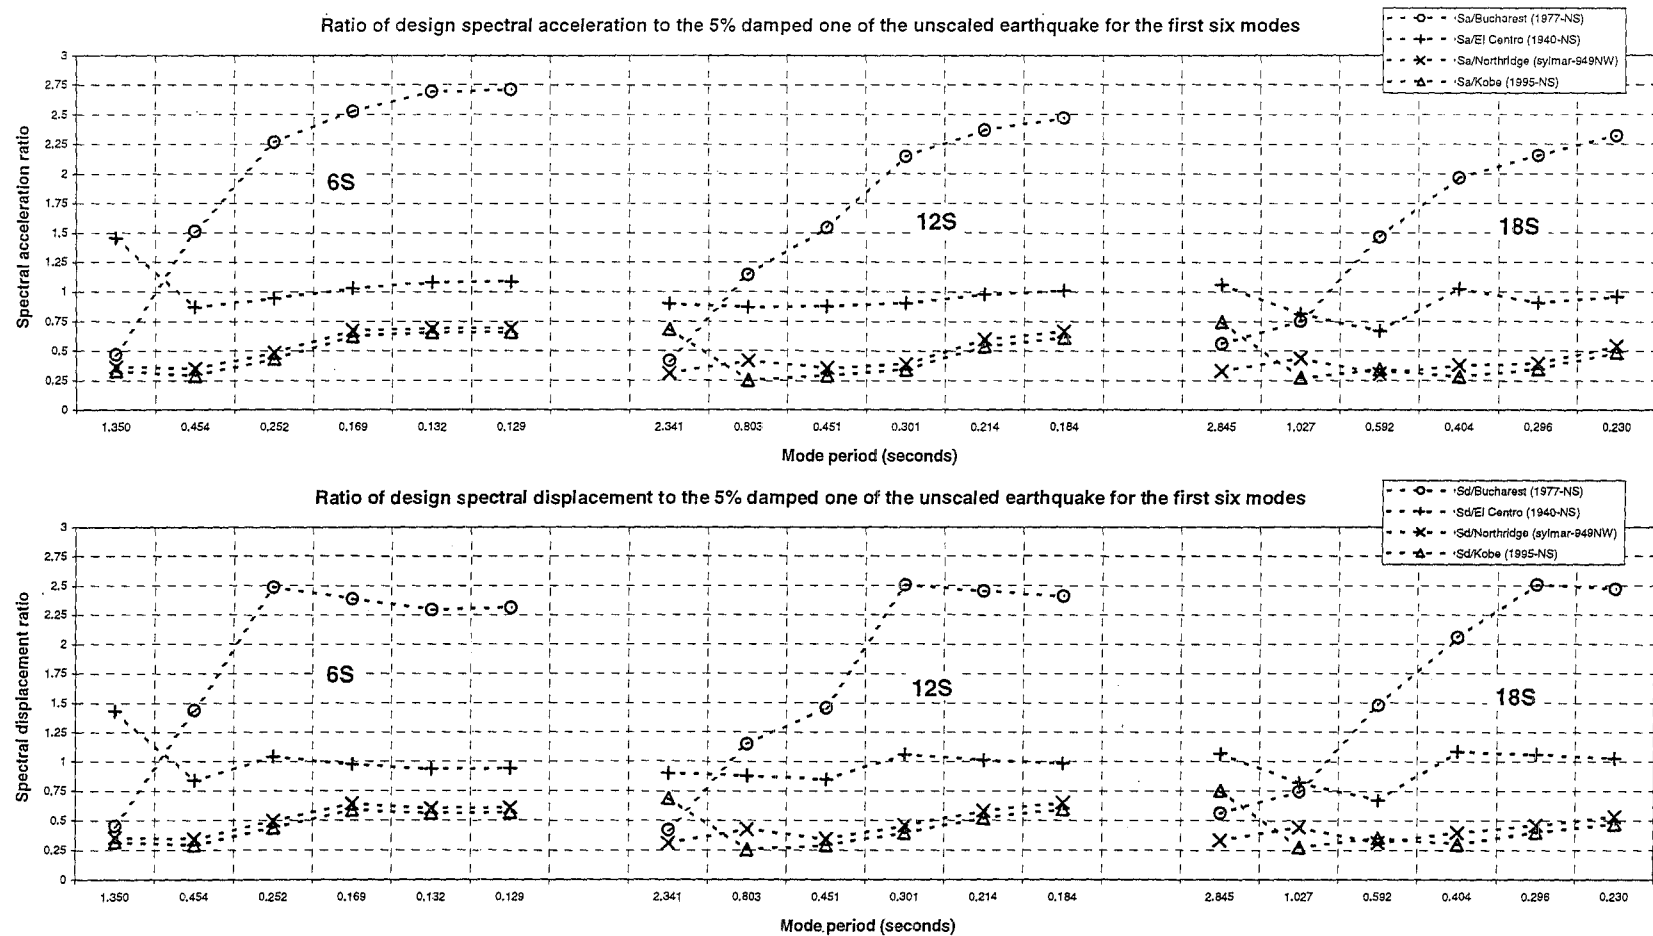 Ratio of design spectral acceleration to the 5% damped one of the unscaled earthquake for the first six modes
Sa/Bucharest (1977-NS)
Sa/El Centro (1940-NS)
Sa/Northridge (sylmar-949NW)
Sa/Kobe (1995-NS)
Spectral acceleration ratio
3
2.75
2.5
2.25
2
1.75
1.5
1.25
1
0.75
0.5
0.25
0
6S
12S
18S
1.350 0.454 0.252 0.169 0.132 0.129 2.341 0.803 0.451 0.301 0.214 0.184 2.845 1.027 0.592 0.404 0.296 0.230
Mode period (seconds)
Ratio of design spectral displacement to the 5% damped one of the unscaled earthquake for the first six modes
Sd/Bucharest (1977-NS)
Sd/El Centro (1940-NS)
Sd/Northridge (sylmar-949NW)
Sd/Kobe (1995-NS)
Spectral displacement ratio
3
2.75
2.5
2.25
2
1.75
1.5
1.25
1
0.75
0.5
0.25
0
6S
12S
18S
1.350 0.454 0.252 0.169 0.132 0.129 2.341 0.803 0.451 0.301 0.214 0.184 2.845 1.027 0.592 0.404 0.296 0.230
Mode period (seconds)